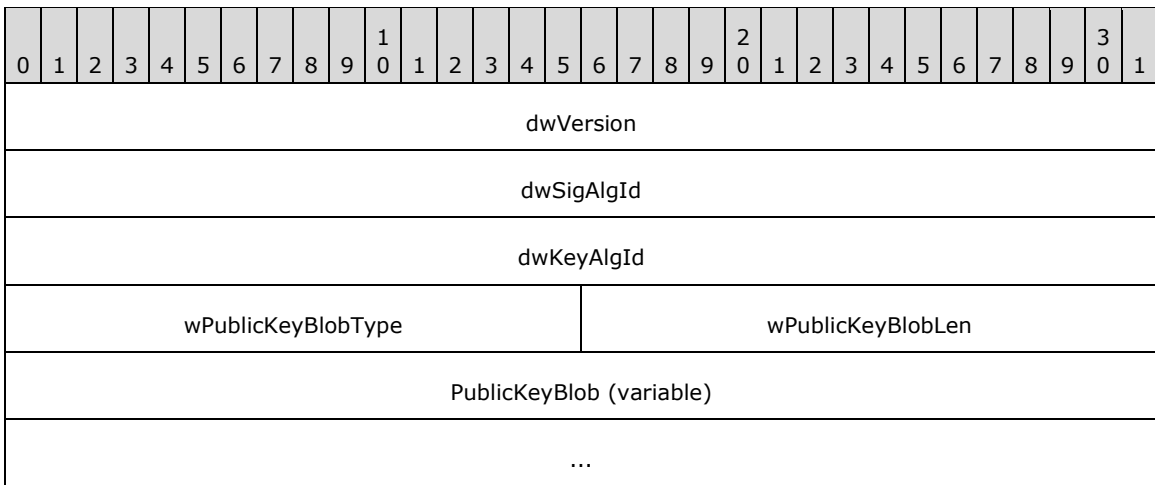 1 2 3
0 1 2 3 4 5 6 7 8 9 0 1 2 3 4 5 6 7 8 9 0 1 2 3 4 5 6 7 8 9 0 1
dwVersion
dwSigAlgId
dwKeyAlgId
wPublicKeyBlobType wPublicKeyBlobLen
PublicKeyBlob (variable)
...